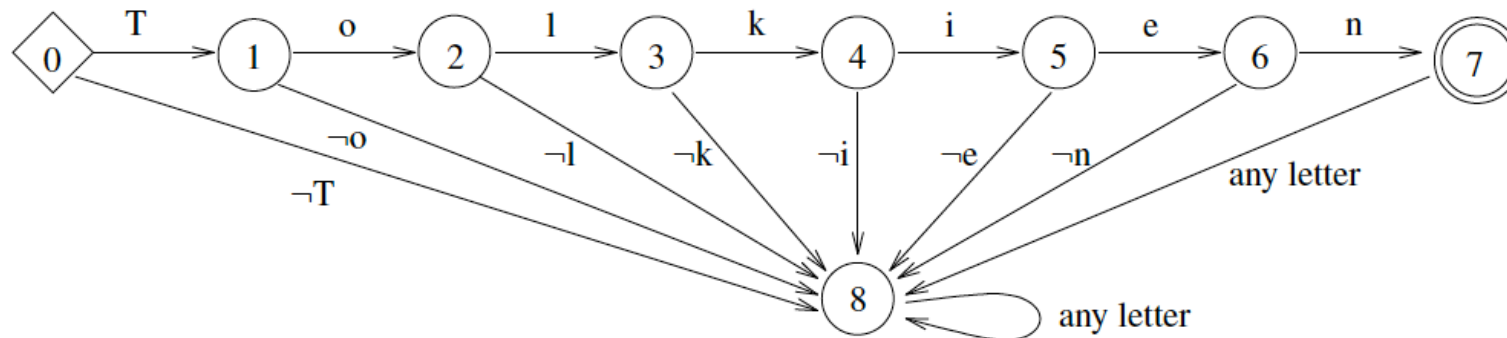 T o l k i e n
0 1 2 3 4 5 6 7
¬o ¬l ¬k ¬i ¬e ¬n any letter
¬T
8 any letter